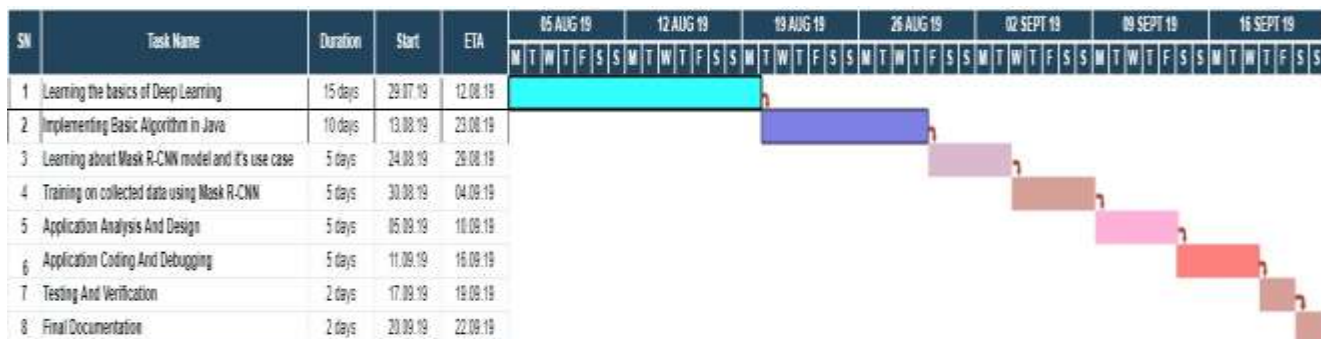 SN Task Name Duration Start ETA 05 AUG 19 12 AUG 19 19 AUG 19 26 AUG 19 02 SEPT 19 09 SEPT 19 16 SEPT 19
M T W T F S S M T W T F S S M T W T F S S M T W T F S S M T W T F S S M T W T F S S M T W T F S S
1 Learning the basics of Deep Learning 15 days 29.07.19 12.08.19
2 Implementing Basic Algorithm in Java 10 days 13.08.19 23.08.19
3 Learning about Mask R-CNN model and it's use case 5 days 24.08.19 29.08.19
4 Training on collected data using Mask R-CNN 5 days 30.08.19 04.09.19
5 Application Analysis And Design 5 days 05.09.19 10.09.19
6 Application Coding And Debugging 5 days 11.09.19 16.09.19
7 Testing And Verification 2 days 17.09.19 19.09.19
8 Final Documentation 2 days 20.09.19 22.09.19